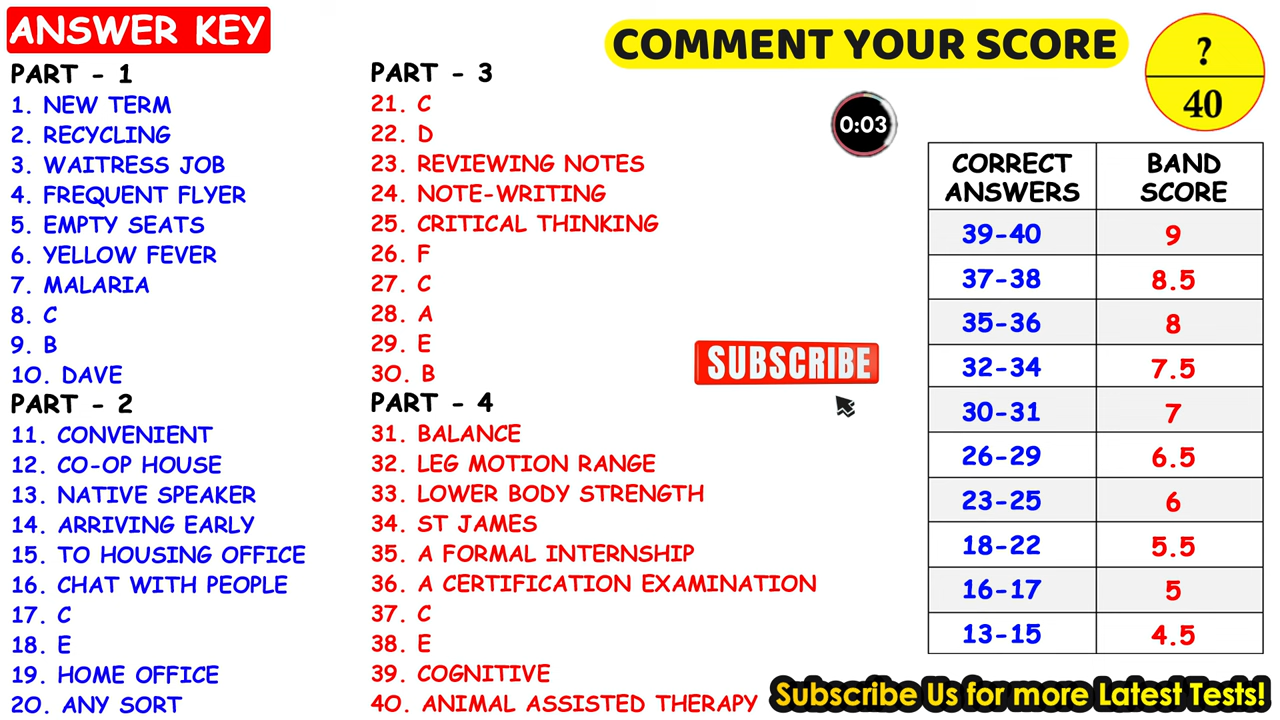 ANSWER KEY
PART - 1
1. NEW TERM
2. RECYCLING
3. WAITRESS JOB
4. FREQUENT FLYER
5. EMPTY SEATS
6. YELLOW FEVER
7. MALARIA
8. C
9. B
10. DAVE
PART - 2
11. CONVENIENT
12. CO-OP HOUSE
13. NATIVE SPEAKER
14. ARRIVING EARLY
15. TO HOUSING OFFICE
16. CHAT WITH PEOPLE
17. C
18. E
19. HOME OFFICE
20. ANY SORT
PART - 3
21. C
22. D
23. REVIEWING NOTES
24. NOTE-WRITING
25. CRITICAL THINKING
26. F
27. C
28. A
29. E
30. B
PART - 4
31. BALANCE
32. LEG MOTION RANGE
33. LOWER BODY STRENGTH
34. ST JAMES
35. A FORMAL INTERNSHIP
36. A CERTIFICATION EXAMINATION
37. C
38. E
39. COGNITIVE
40. ANIMAL ASSISTED THERAPY
COMMENT YOUR SCORE
?
40
0:03
SUBSCRIBE
CORRECT ANSWERS BAND SCORE
39-40 9
37-38 8.5
35-36 8
32-34 7.5
30-31 7
26-29 6.5
23-25 6
18-22 5.5
16-17 5
13-15 4.5
Subscribe Us for more Latest Tests!